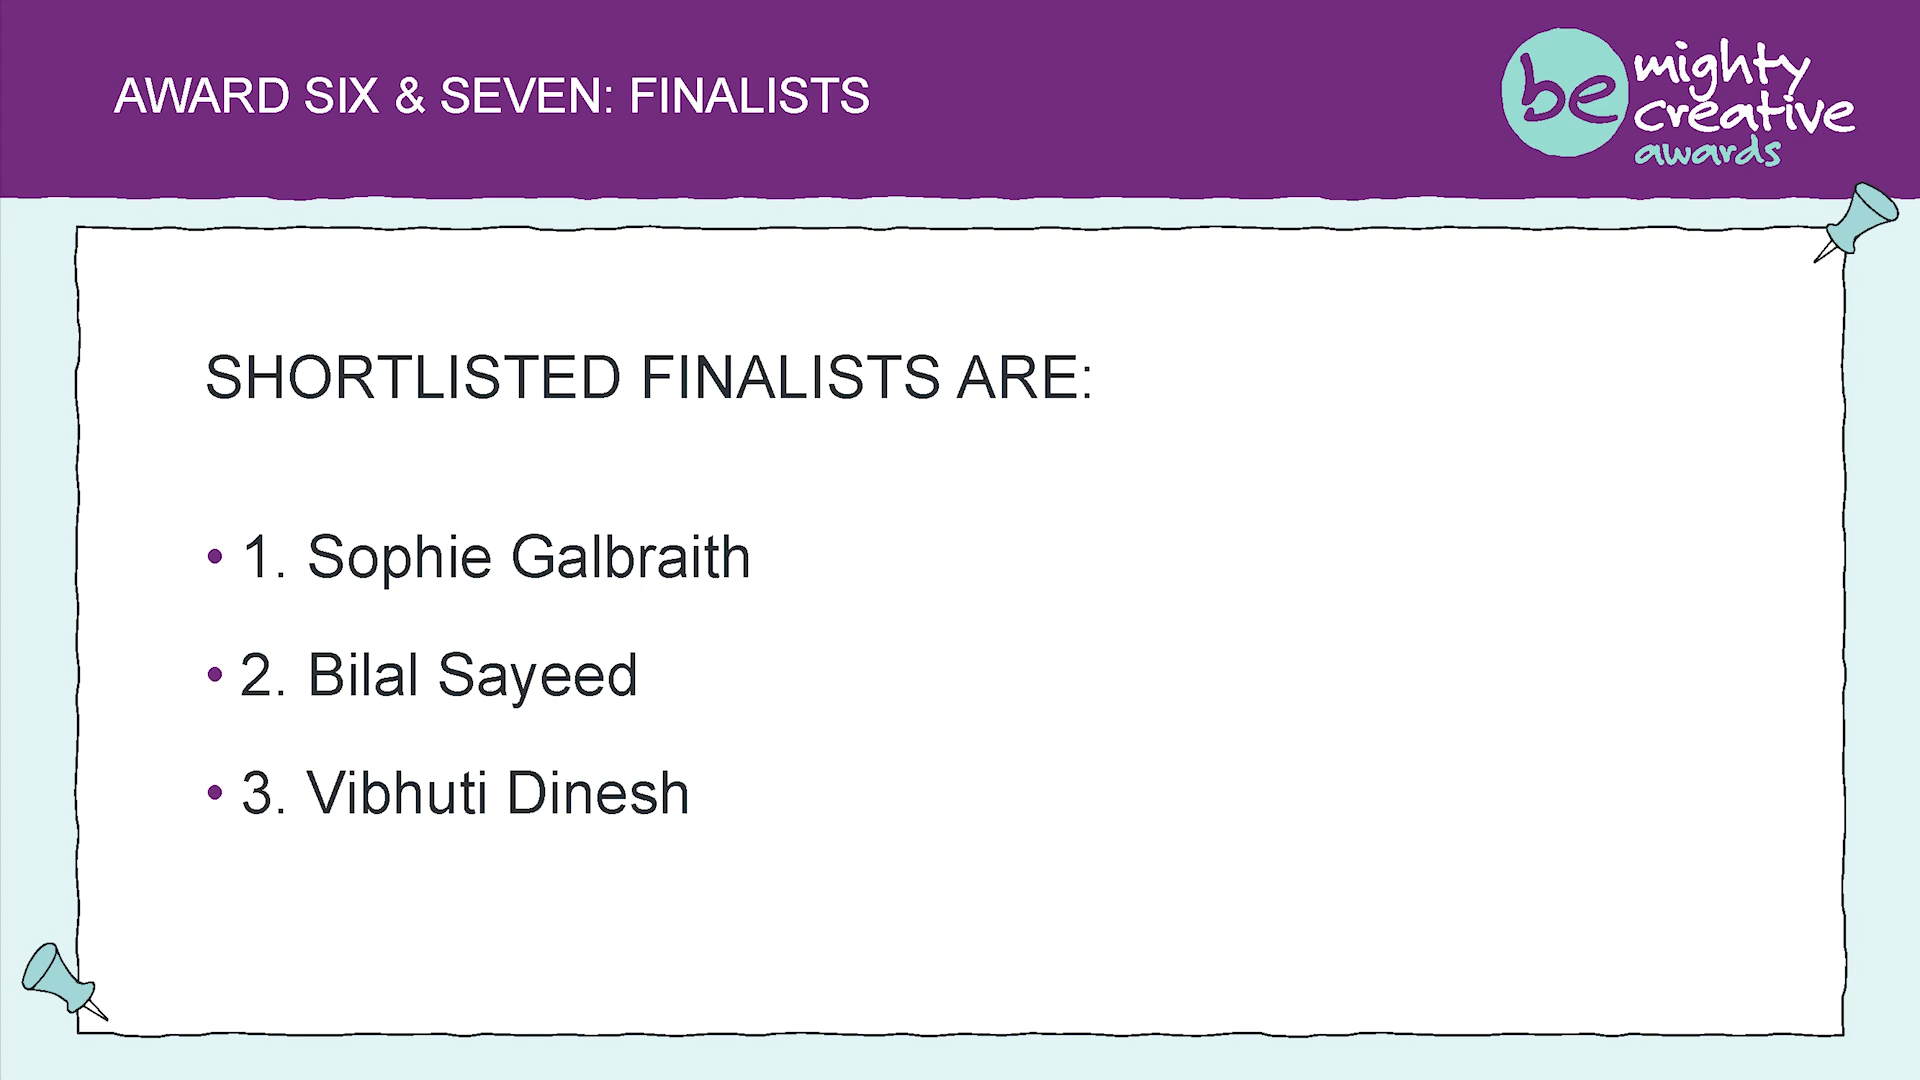 AWARD SIX & SEVEN: FINALISTS
be mighty
creative
awards
SHORTLISTED FINALISTS ARE:
• 1. Sophie Galbraith
• 2. Bilal Sayeed
• 3. Vibhuti Dinesh